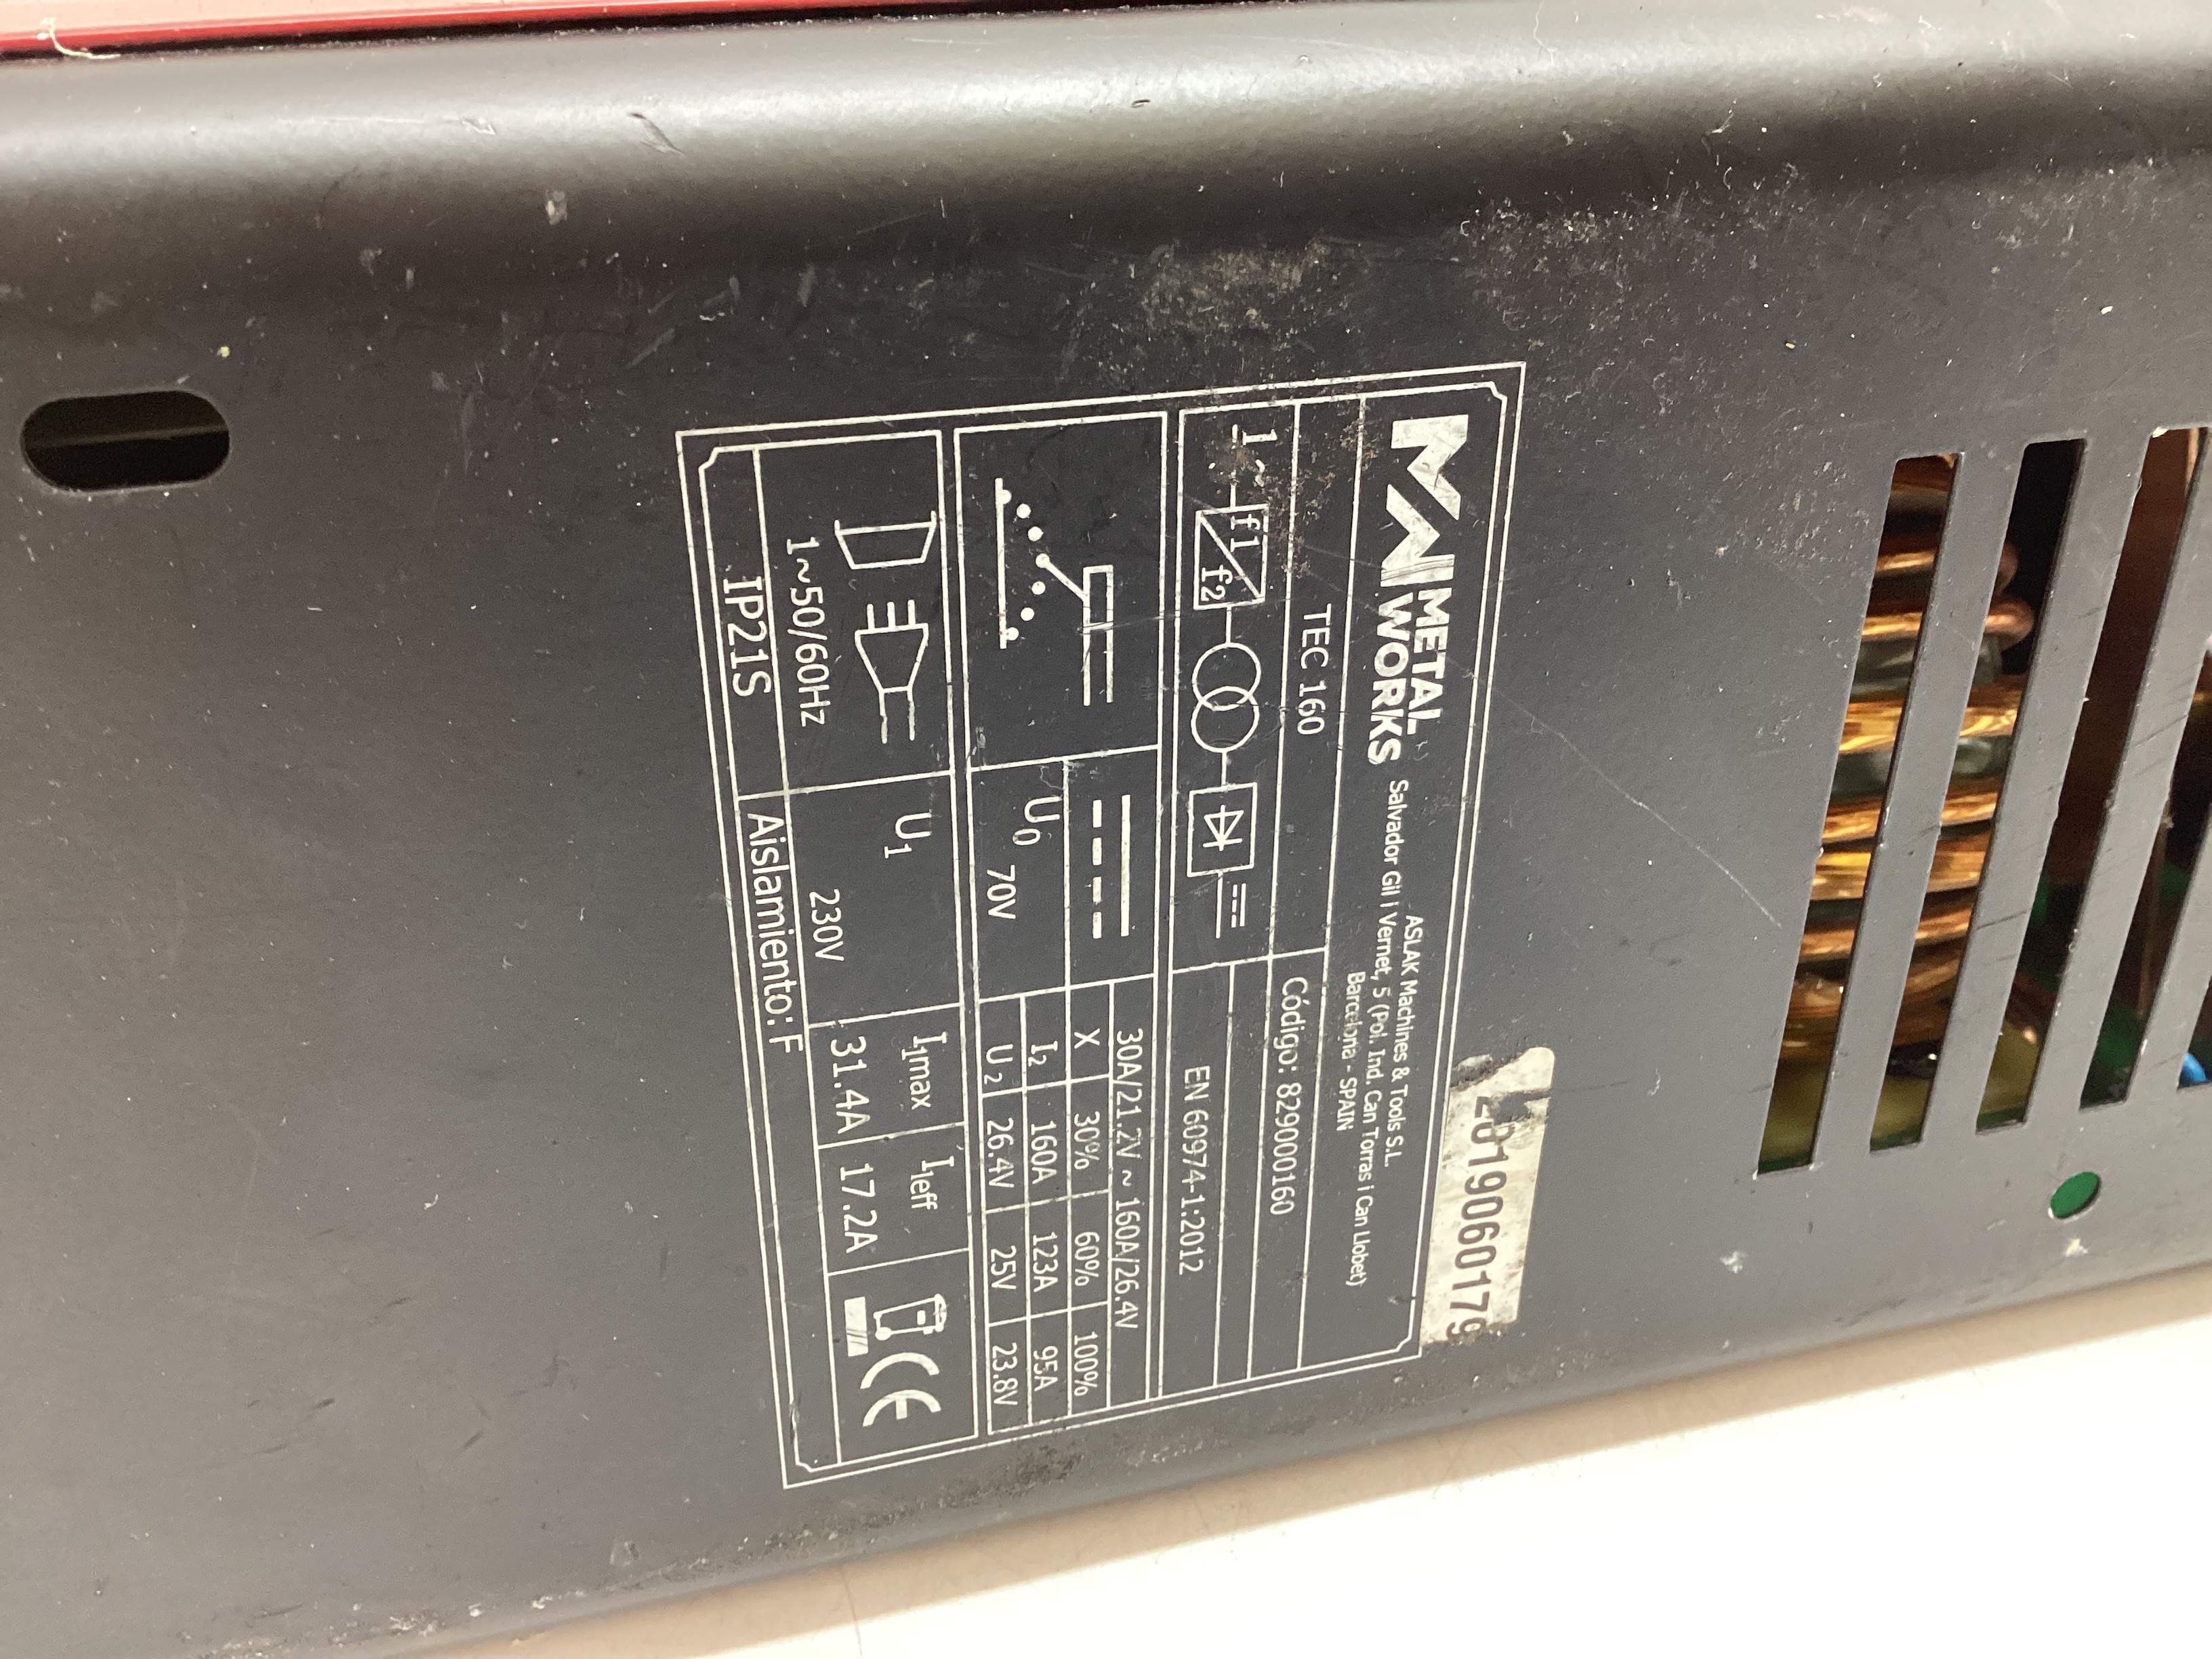 METAL
WORKS
ASLAK Machines & Tools S.L.
Salvador Gil i Vernet, 5 (Pol. Ind. Can Torras i Can Llobet)
Barcelona - SPAIN
TEC 160
Código: 829000160
1~
f1
f2
EN 60974-1:2012
30A/21.2V ~ 160A/26.4V
X 30% 60% 100%
U0 70V
I2 160A 123A 95A
U2 26.4V 25V 23.8V
1~50/60Hz
U1 230V
I1max 31.4A
I1eff 17.2A
CE
IP21S
Aislamiento: F